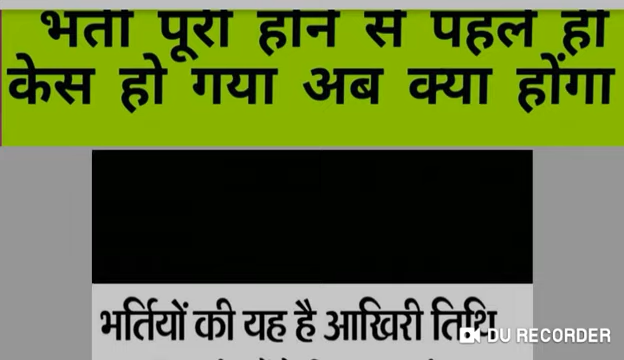 भर्ती पूरी होने से पहले ही
केस हो गया अब क्या होंगा
भर्तियों की यह है आखिरी तिथि
DU RECORDER